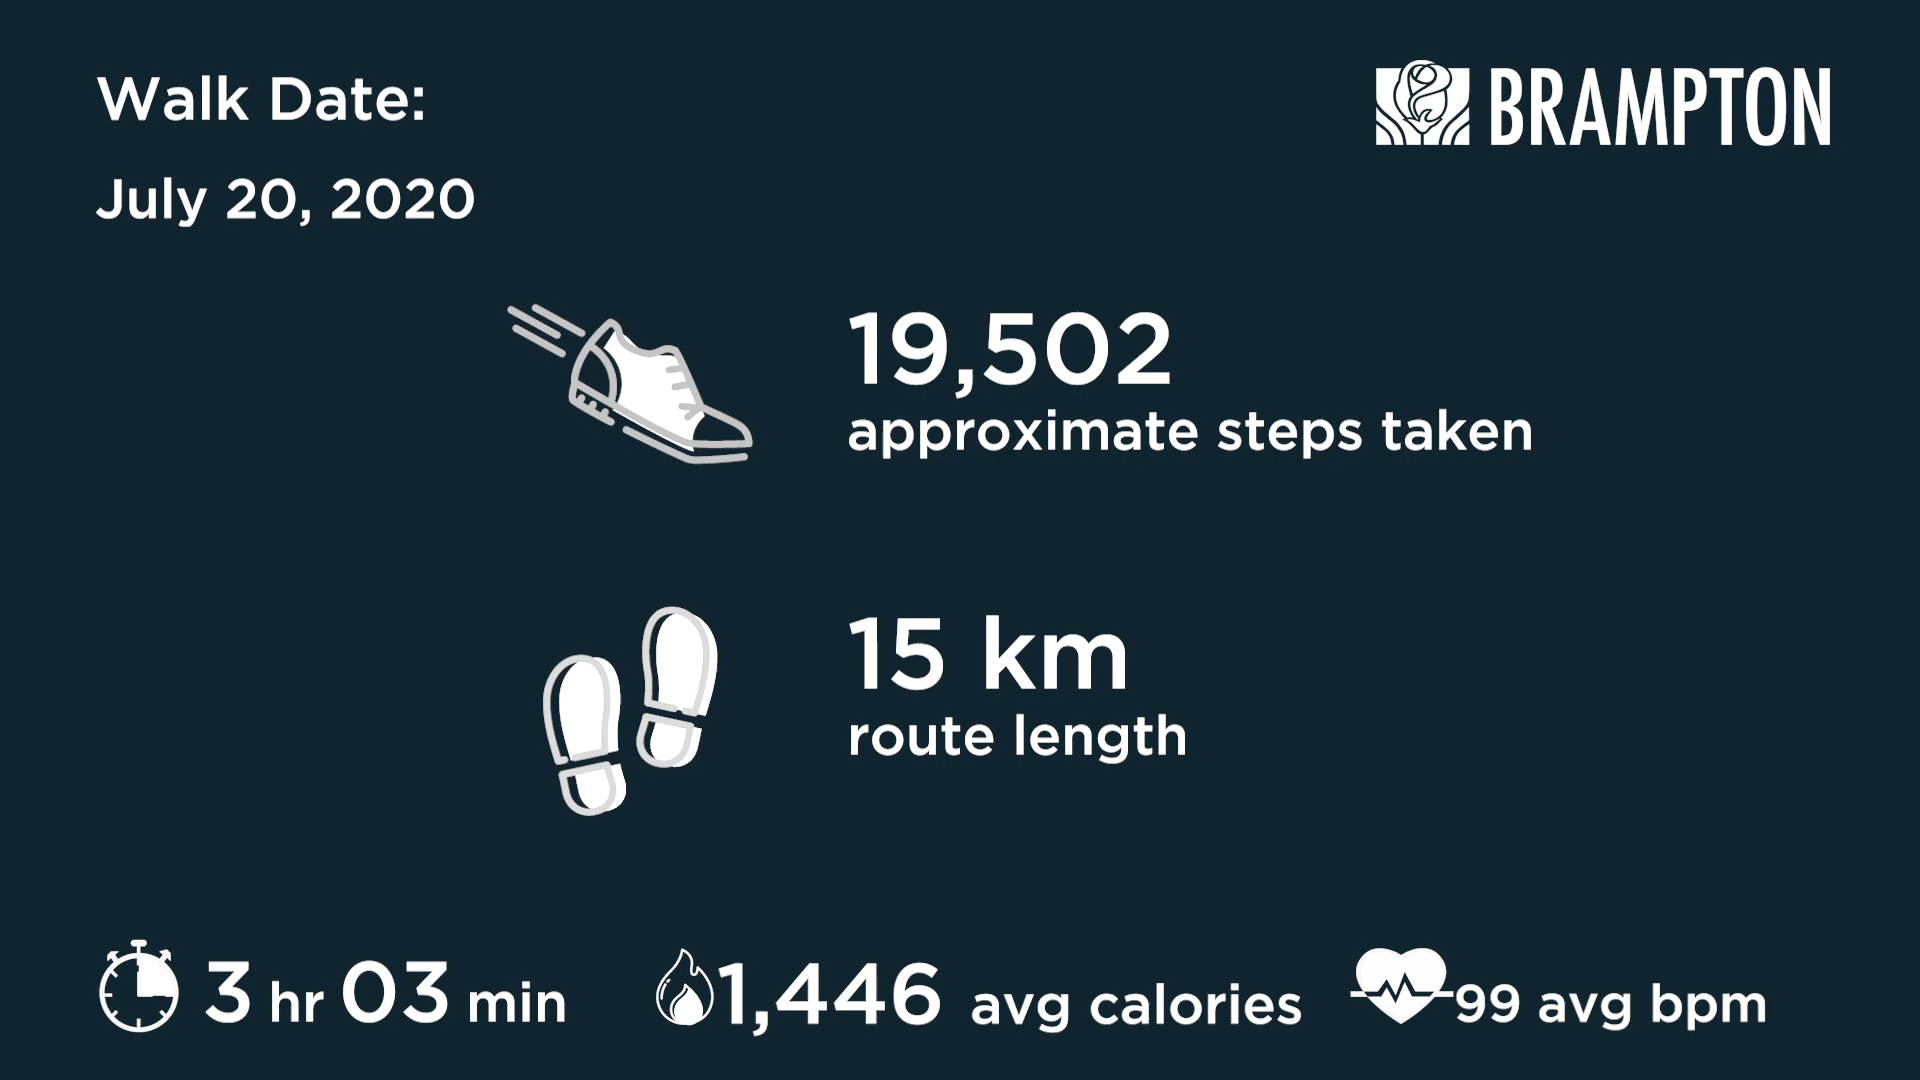 Walk Date:
BRAMPTON
July 20, 2020
19,502
approximate steps taken
15 km
route length
3 hr 03 min
1,446 avg calories
99 avg bpm